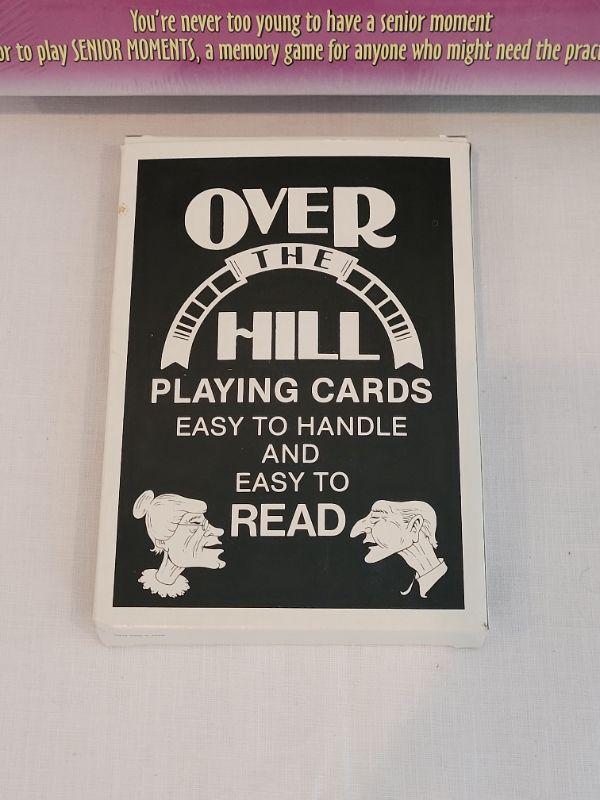 You're never too young to have a senior moment
or to play SENIOR MOMENTS, a memory game for anyone who might need the
OVER
THE
HILL
PLAYING CARDS
EASY TO HANDLE
AND
EASY TO
READ